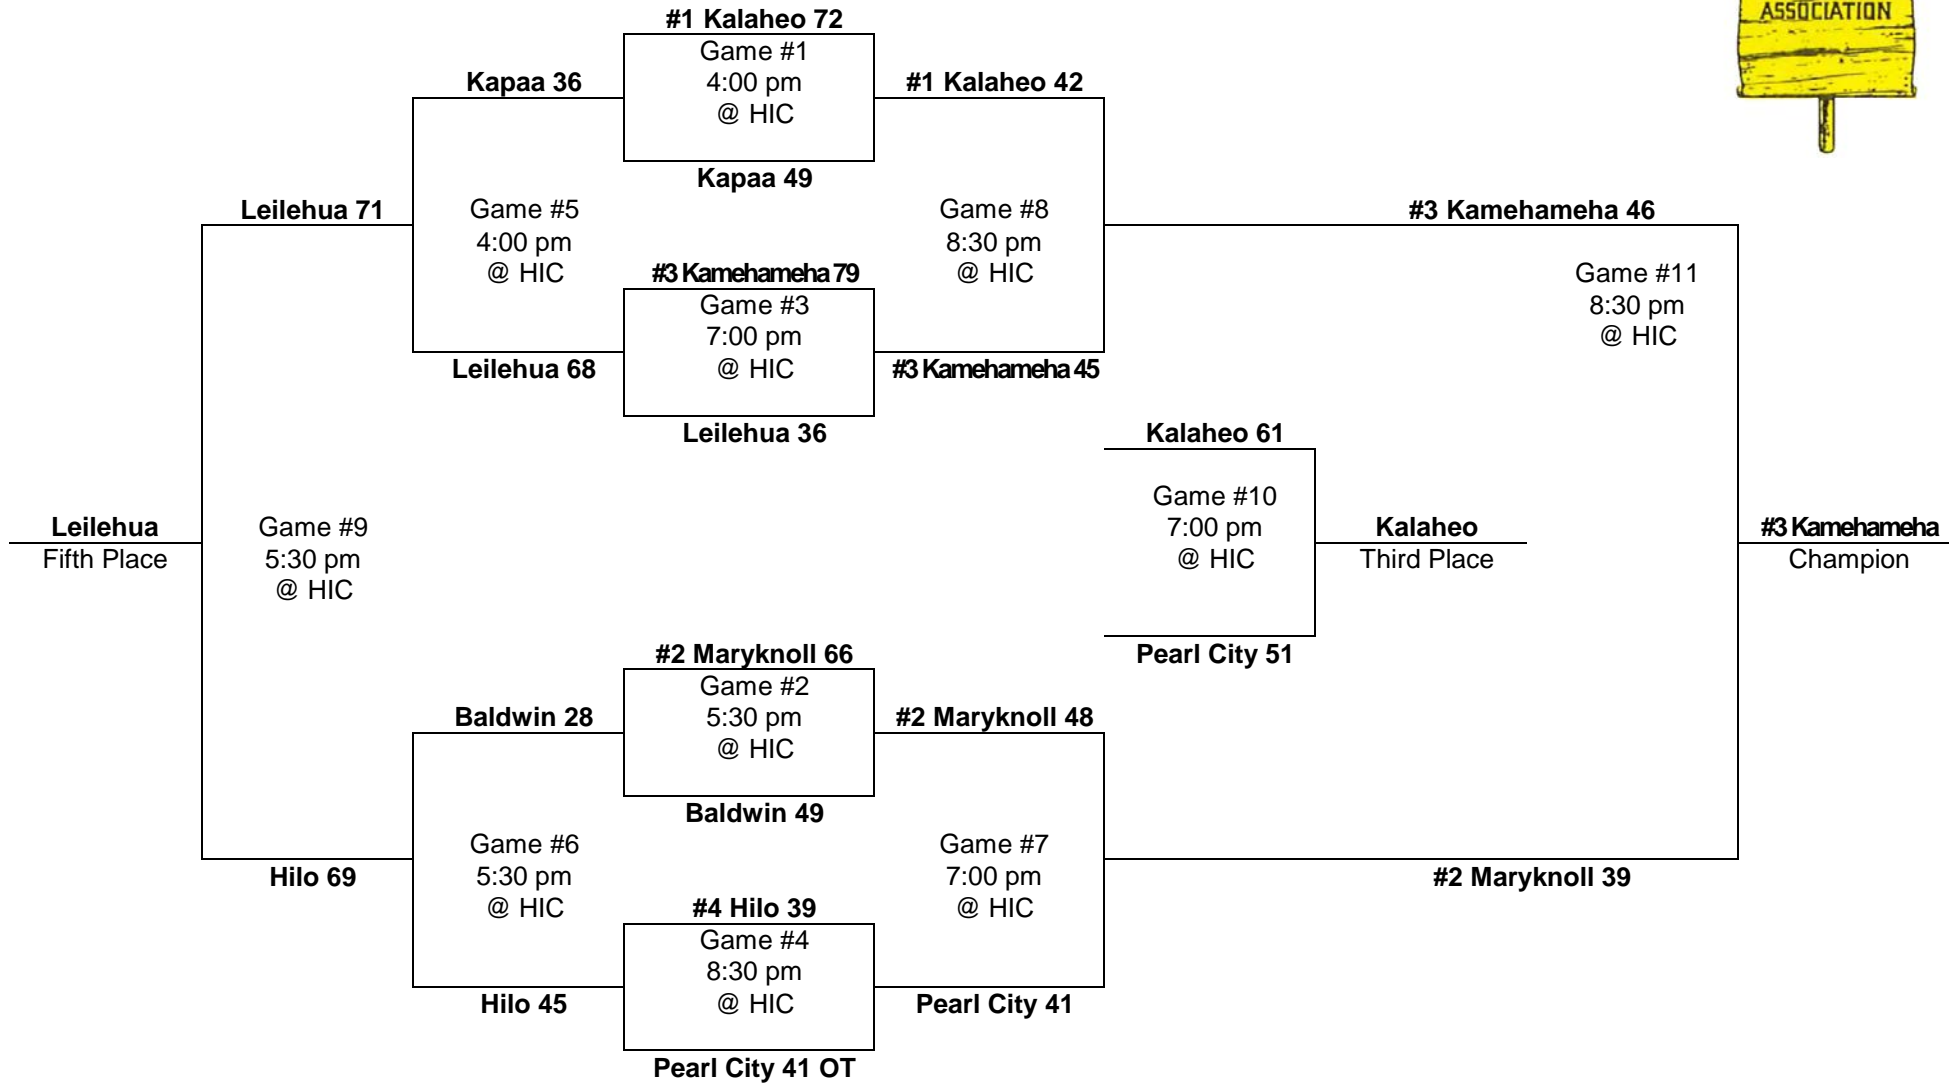 ASSOCIATION
#1 Kalaheo 72
Game #1
4:00 pm
@ HIC
Kapaa 49
Kapaa 36
#1 Kalaheo 42
Leilehua 71
Game #5
4:00 pm
@ HIC
Game #8
8:30 pm
@ HIC
#3 Kamehameha 46
#3 Kamehameha 79
Game #3
7:00 pm
@ HIC
Leilehua 36
Leilehua 68
#3 Kamehameha 45
Game #11
8:30 pm
@ HIC
Kalaheo 61
Game #10
7:00 pm
@ HIC
Pearl City 51
Leilehua
Fifth Place
Game #9
5:30 pm
@ HIC
Kalaheo
Third Place
#3 Kamehameha
Champion
#2 Maryknoll 66
Game #2
5:30 pm
@ HIC
Baldwin 49
Baldwin 28
#2 Maryknoll 48
Game #6
5:30 pm
@ HIC
Game #7
7:00 pm
@ HIC
Hilo 69
#2 Maryknoll 39
#4 Hilo 39
Game #4
8:30 pm
@ HIC
Pearl City 41 OT
Hilo 45
Pearl City 41